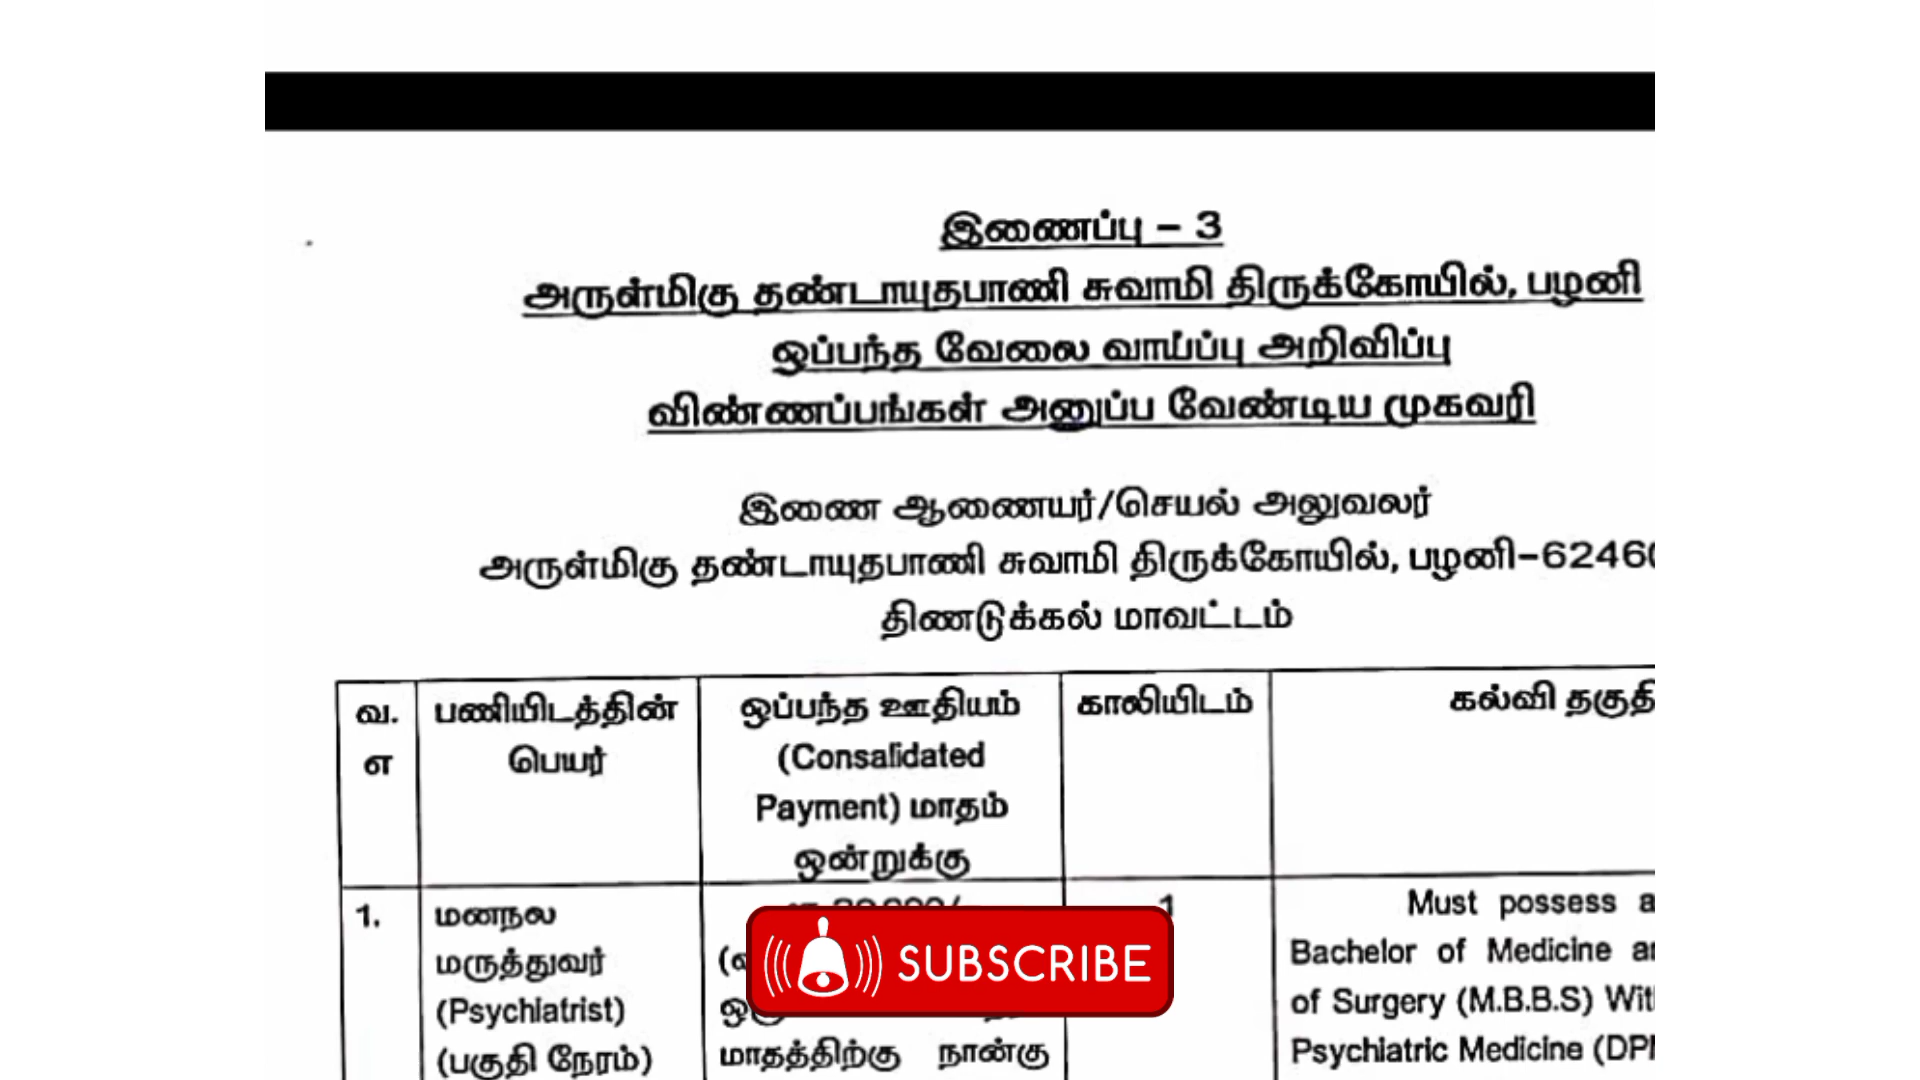 இணைப்பு – 3
அருள்மிகு தண்டாயுதபாணி சுவாமி திருக்கோயில், பழனி
ஒப்பந்த வேலை வாய்ப்பு அறிவிப்பு
விண்ணப்பங்கள் அனுப்ப வேண்டிய முகவரி
இணை ஆணையர்/செயல் அலுவலர்
அருள்மிகு தண்டாயுதபாணி சுவாமி திருக்கோயில், பழனி-62460
திணடுக்கல் மாவட்டம்
வ.
எ
பணியிடத்தின்
பெயர்
ஒப்பந்த ஊதியம்
(Consalidated
Payment) மாதம்
ஒன்றுக்கு
காலியிடம்
கல்வி தகுதி
1.
மனநல
மருத்துவர்
(Psychiatrist)
(பகுதி நேரம்)
மாதத்திற்கு நான்கு
1
Must possess a
Bachelor of Medicine
of Surgery (M.B.B.S)
Psychiatric Medicine
SUBSCRIBE